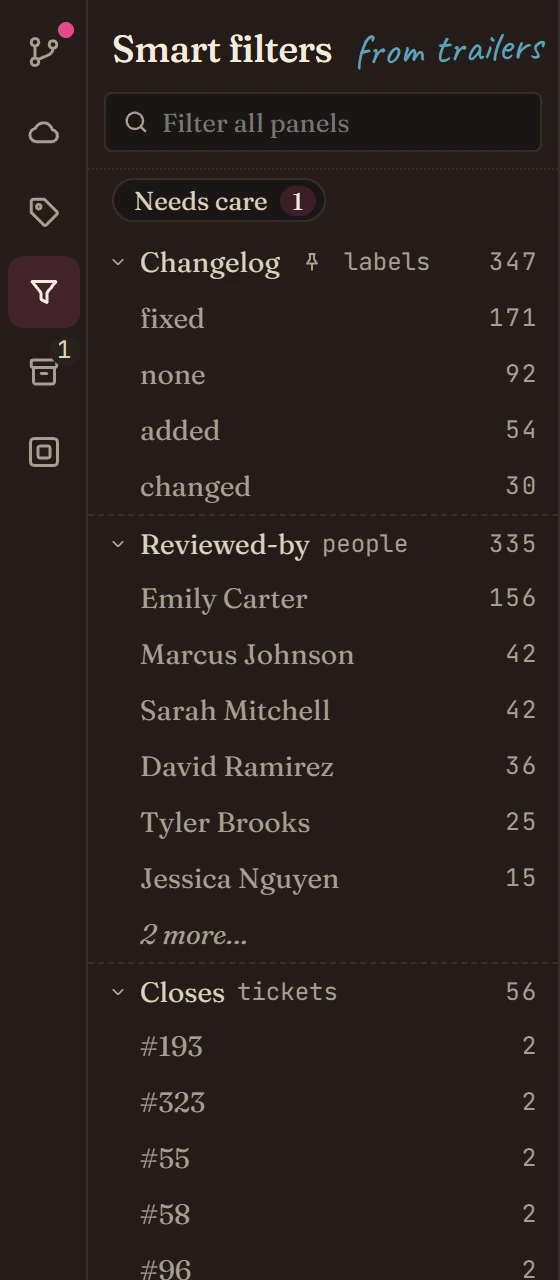 Smart filters from trailers
Filter all panels
Needs care 1
Changelog labels 347
fixed 171
none 92
added 54
1
changed 30
Reviewed-by people 335
Emily Carter 156
Marcus Johnson 42
Sarah Mitchell 42
David Ramirez 36
Tyler Brooks 25
Jessica Nguyen 15
2 more...
Closes tickets 56
#193 2
#323 2
#55 2
#58 2
#96 2